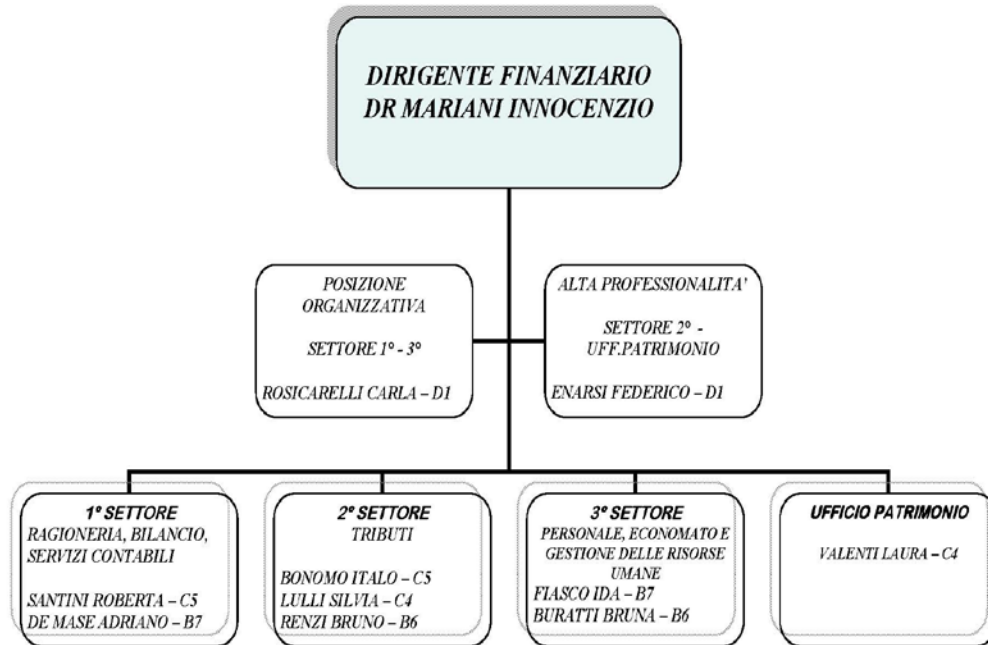 DIRIGENTE FINANZIARIO
DR MARIANI INNOCENZIO
POSIZIONE
ORGANIZZATIVA
SETTORE 1° - 3°
ROSICARELLI CARLA – D1
ALTA PROFESSIONALITA'
SETTORE 2° -
UFF.PATRIMONIO
ENARSI FEDERICO – D1
1° SETTORE
RAGIONERIA, BILANCIO,
SERVIZI CONTABILI
SANTINI ROBERTA – C5
DE MASE ADRIANO – B7
2° SETTORE
TRIBUTI
BONOMO ITALO – C5
LULLI SILVIA – C4
RENZI BRUNO – B6
3° SETTORE
PERSONALE, ECONOMATO E
GESTIONE DELLE RISORSE
UMANE
FIASCO IDA – B7
BURATTI BRUNA – B6
UFFICIO PATRIMONIO
VALENTI LAURA – C4